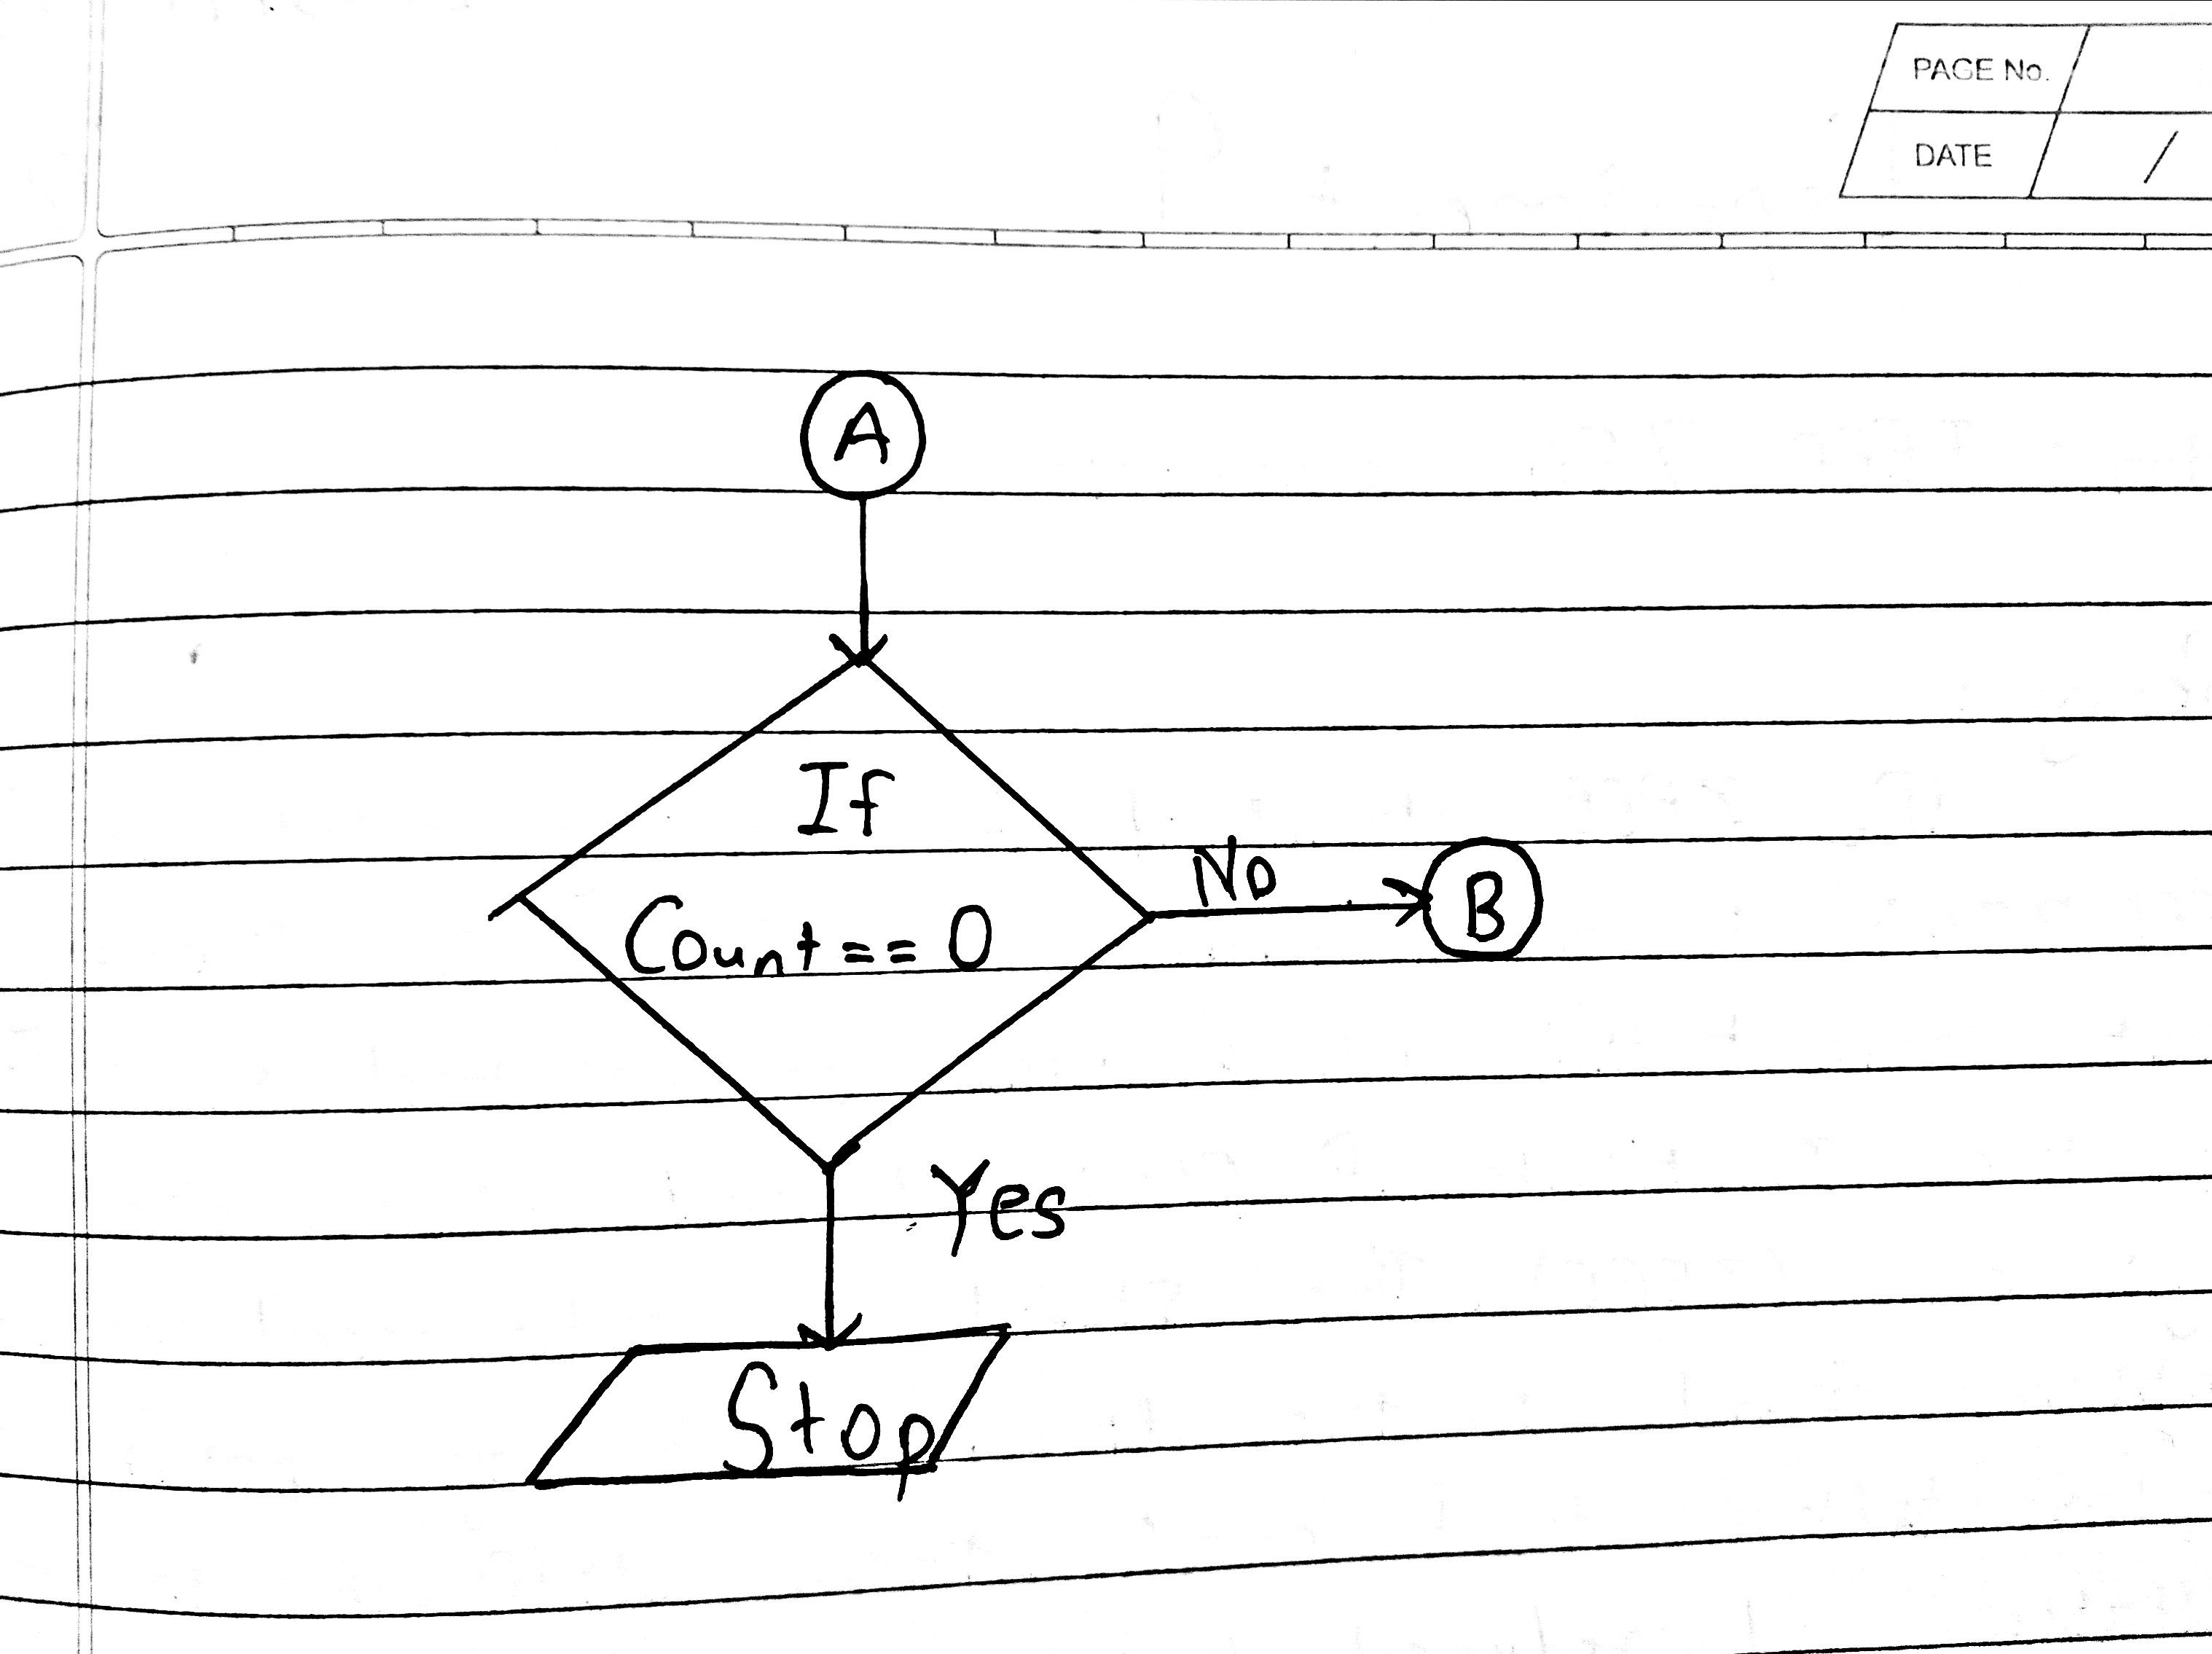 PAGE No.
DATE /
A
If
Count == 0
No
B
Yes
Stop